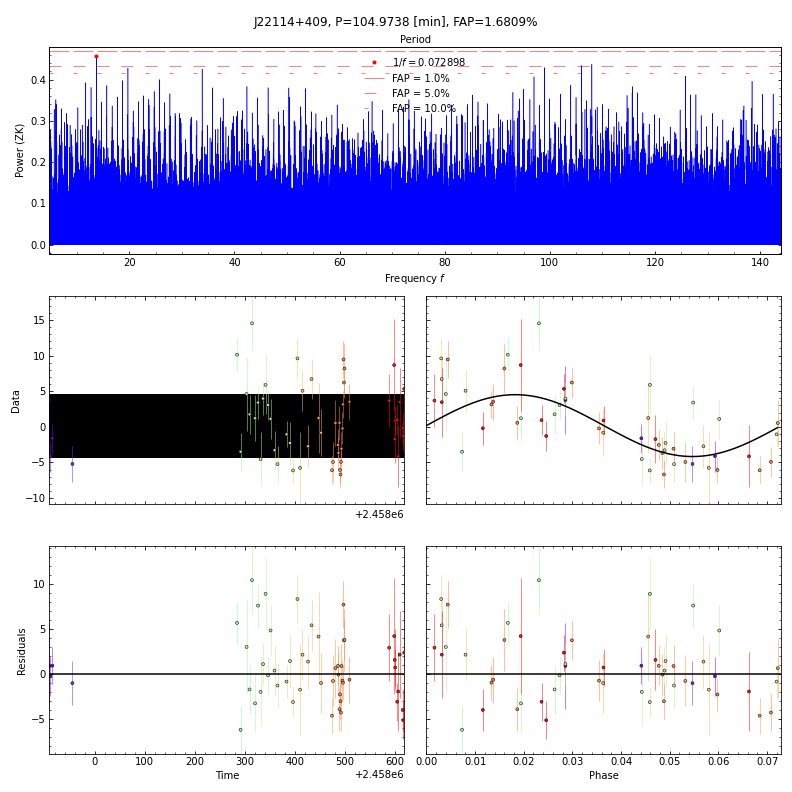 J22114+409, P=104.9738 [min], FAP=1.6809%
Period
1/f = 0.072898
FAP = 1.0%
FAP = 5.0%
FAP = 10.0%
Power (ZK)
0.4
0.3
0.2
0.1
0.0
20 40 60 80 100 120 140
Frequency f
Data
15
10
5
0
−5
−10
+2.458e6
Residuals
10
5
0
−5
0 100 200 300 400 500 600
Time
+2.458e6
0.00 0.01 0.02 0.03 0.04 0.05 0.06 0.07
Phase